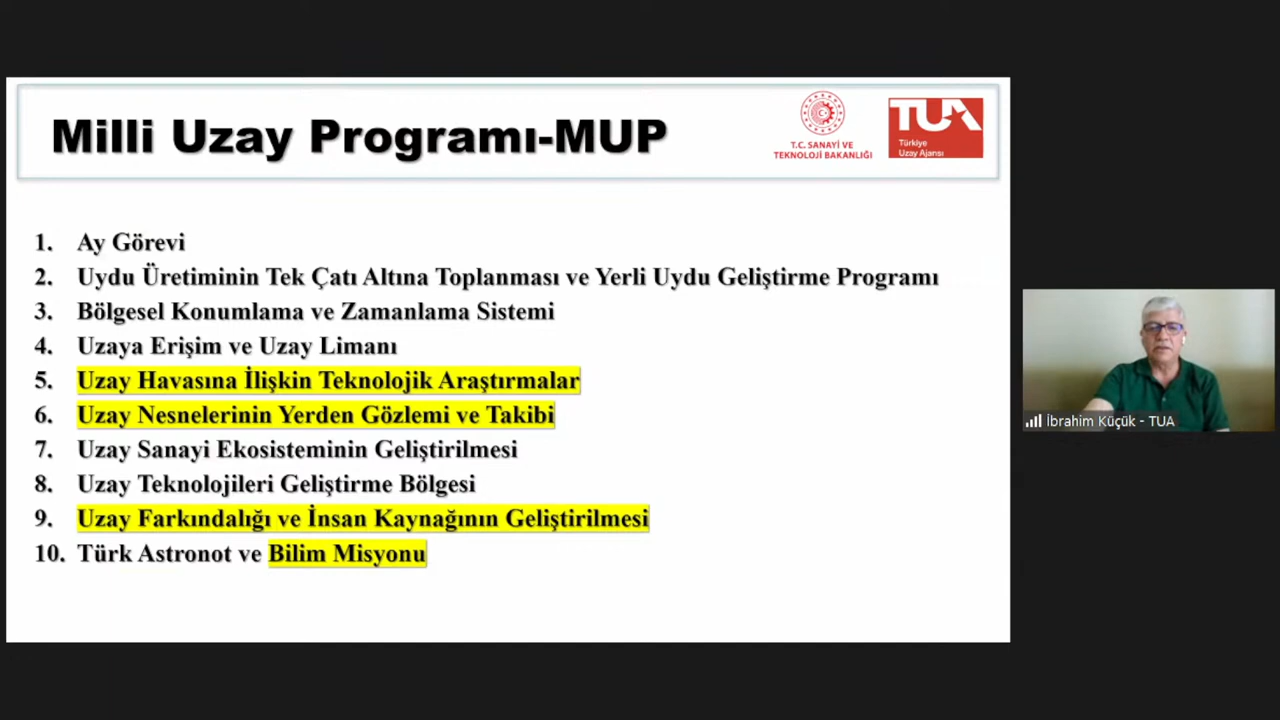 Milli Uzay Programı-MUP
T.C. SANAYİ VE
TEKNOLOJİ BAKANLIĞI
TUA
Türkiye
Uzay Ajansı
1. Ay Görevi
2. Uydu Üretiminin Tek Çatı Altına Toplanması ve Yerli Uydu Geliştirme Programı
3. Bölgesel Konumlama ve Zamanlama Sistemi
4. Uzaya Erişim ve Uzay Limanı
5. Uzay Havasına İlişkin Teknolojik Araştırmalar
6. Uzay Nesnelerinin Yerden Gözlemi ve Takibi
7. Uzay Sanayi Ekosisteminin Geliştirilmesi
8. Uzay Teknolojileri Geliştirme Bölgesi
9. Uzay Farkındalığı ve İnsan Kaynağının Geliştirilmesi
10. Türk Astronot ve Bilim Misyonu
İbrahim Küçük - TUA